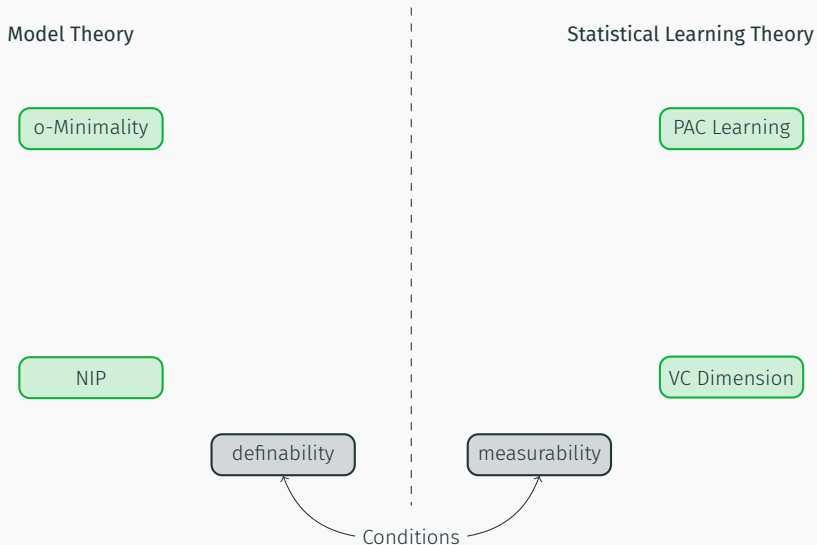 Model Theory
Statistical Learning Theory
o-Minimality
PAC Learning
NIP
VC Dimension
definability
measurability
Conditions